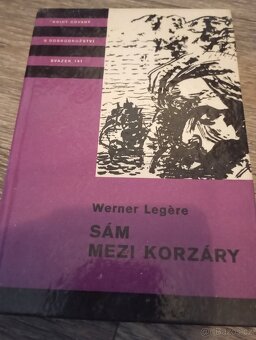 KNIHY ODVAHY
A DOBRODRUŽSTVÍ
SVAZEK 141
Werner Legère
SÁM
MEZI KORZÁRY